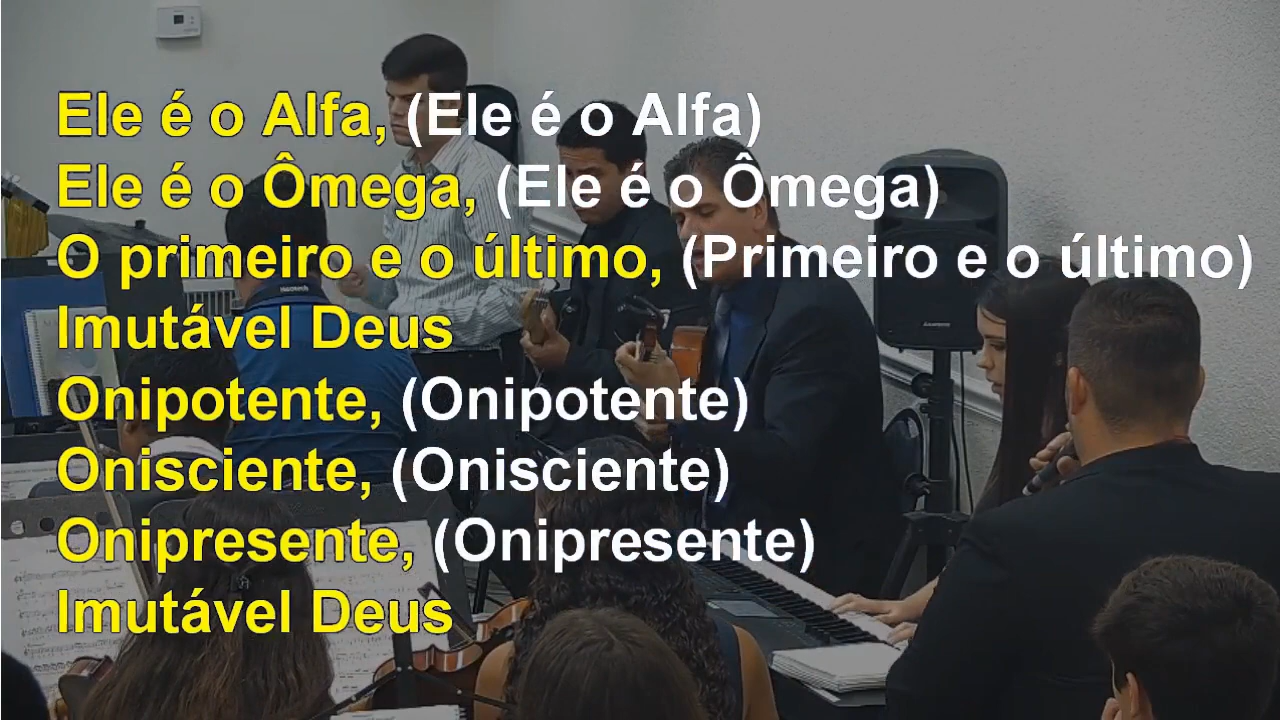 Ele é o Alfa, (Ele é o Alfa)
Ele é o Ômega, (Ele é o Ômega)
O primeiro e o último, (Primeiro e o último)
Imutável Deus
Onipotente, (Onipotente)
Onisciente, (Onisciente)
Onipresente, (Onipresente)
Imutável Deus